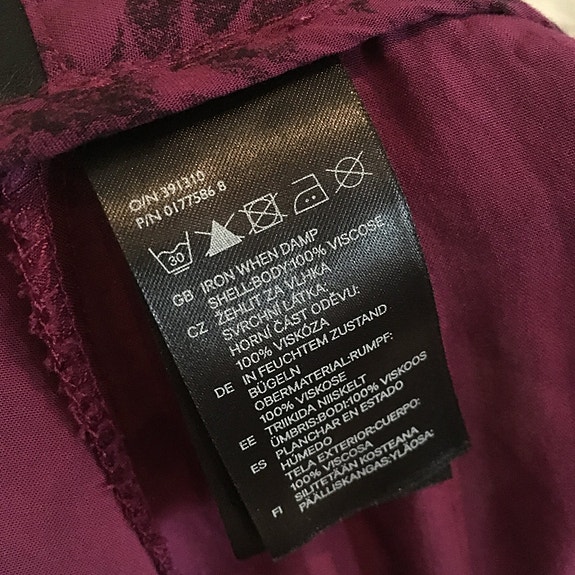 O/N 391310
P/N 0177586 8
30
GB IRON WHEN DAMP
SHELL:BODY:100% VISCOSE
CZ ŽEHLIT ZA VLHKA
SVRCHNÍ LÁTKA:
HORNÍ ČÁST ODĚVU:
100% VISKÓZA
DE IN FEUCHTEM ZUSTAND
BÜGELN
OBERMATERIAL:RUMPF:
100% VISKOSE
EE TRIIKIDA NIISKELT
ÜMBRIS:BODI:100% VISKOOS
ES PLANCHAR EN ESTADO
HÚMEDO
TELA EXTERIOR:CUERPO:
100% VISCOSA
FI SILITETÄÄN KOSTEANA
PÄÄLLISKANGAS:YLÄOSA: